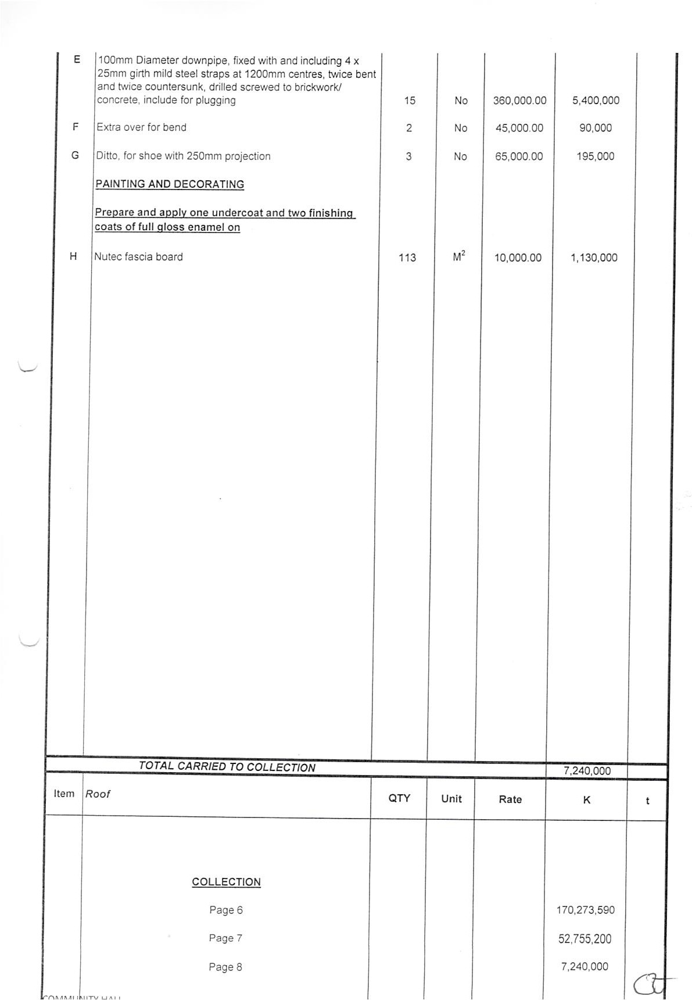 E 100mm Diameter downpipe, fixed with and including 4 x
25mm girth mild steel straps at 1200mm centres, twice bent
and twice countersunk, drilled screwed to brickwork/
concrete, include for plugging 15 No 360,000.00 5,400,000
F Extra over for bend 2 No 45,000.00 90,000
G Ditto, for shoe with 250mm projection 3 No 65,000.00 195,000
PAINTING AND DECORATING
Prepare and apply one undercoat and two finishing
coats of full gloss enamel on
H Nutec fascia board 113 M² 10,000.00 1,130,000
TOTAL CARRIED TO COLLECTION 7,240,000
Item Roof QTY Unit Rate K t
COLLECTION
Page 6 170,273,590
Page 7 52,755,200
Page 8 7,240,000
COMMUNITY HALL